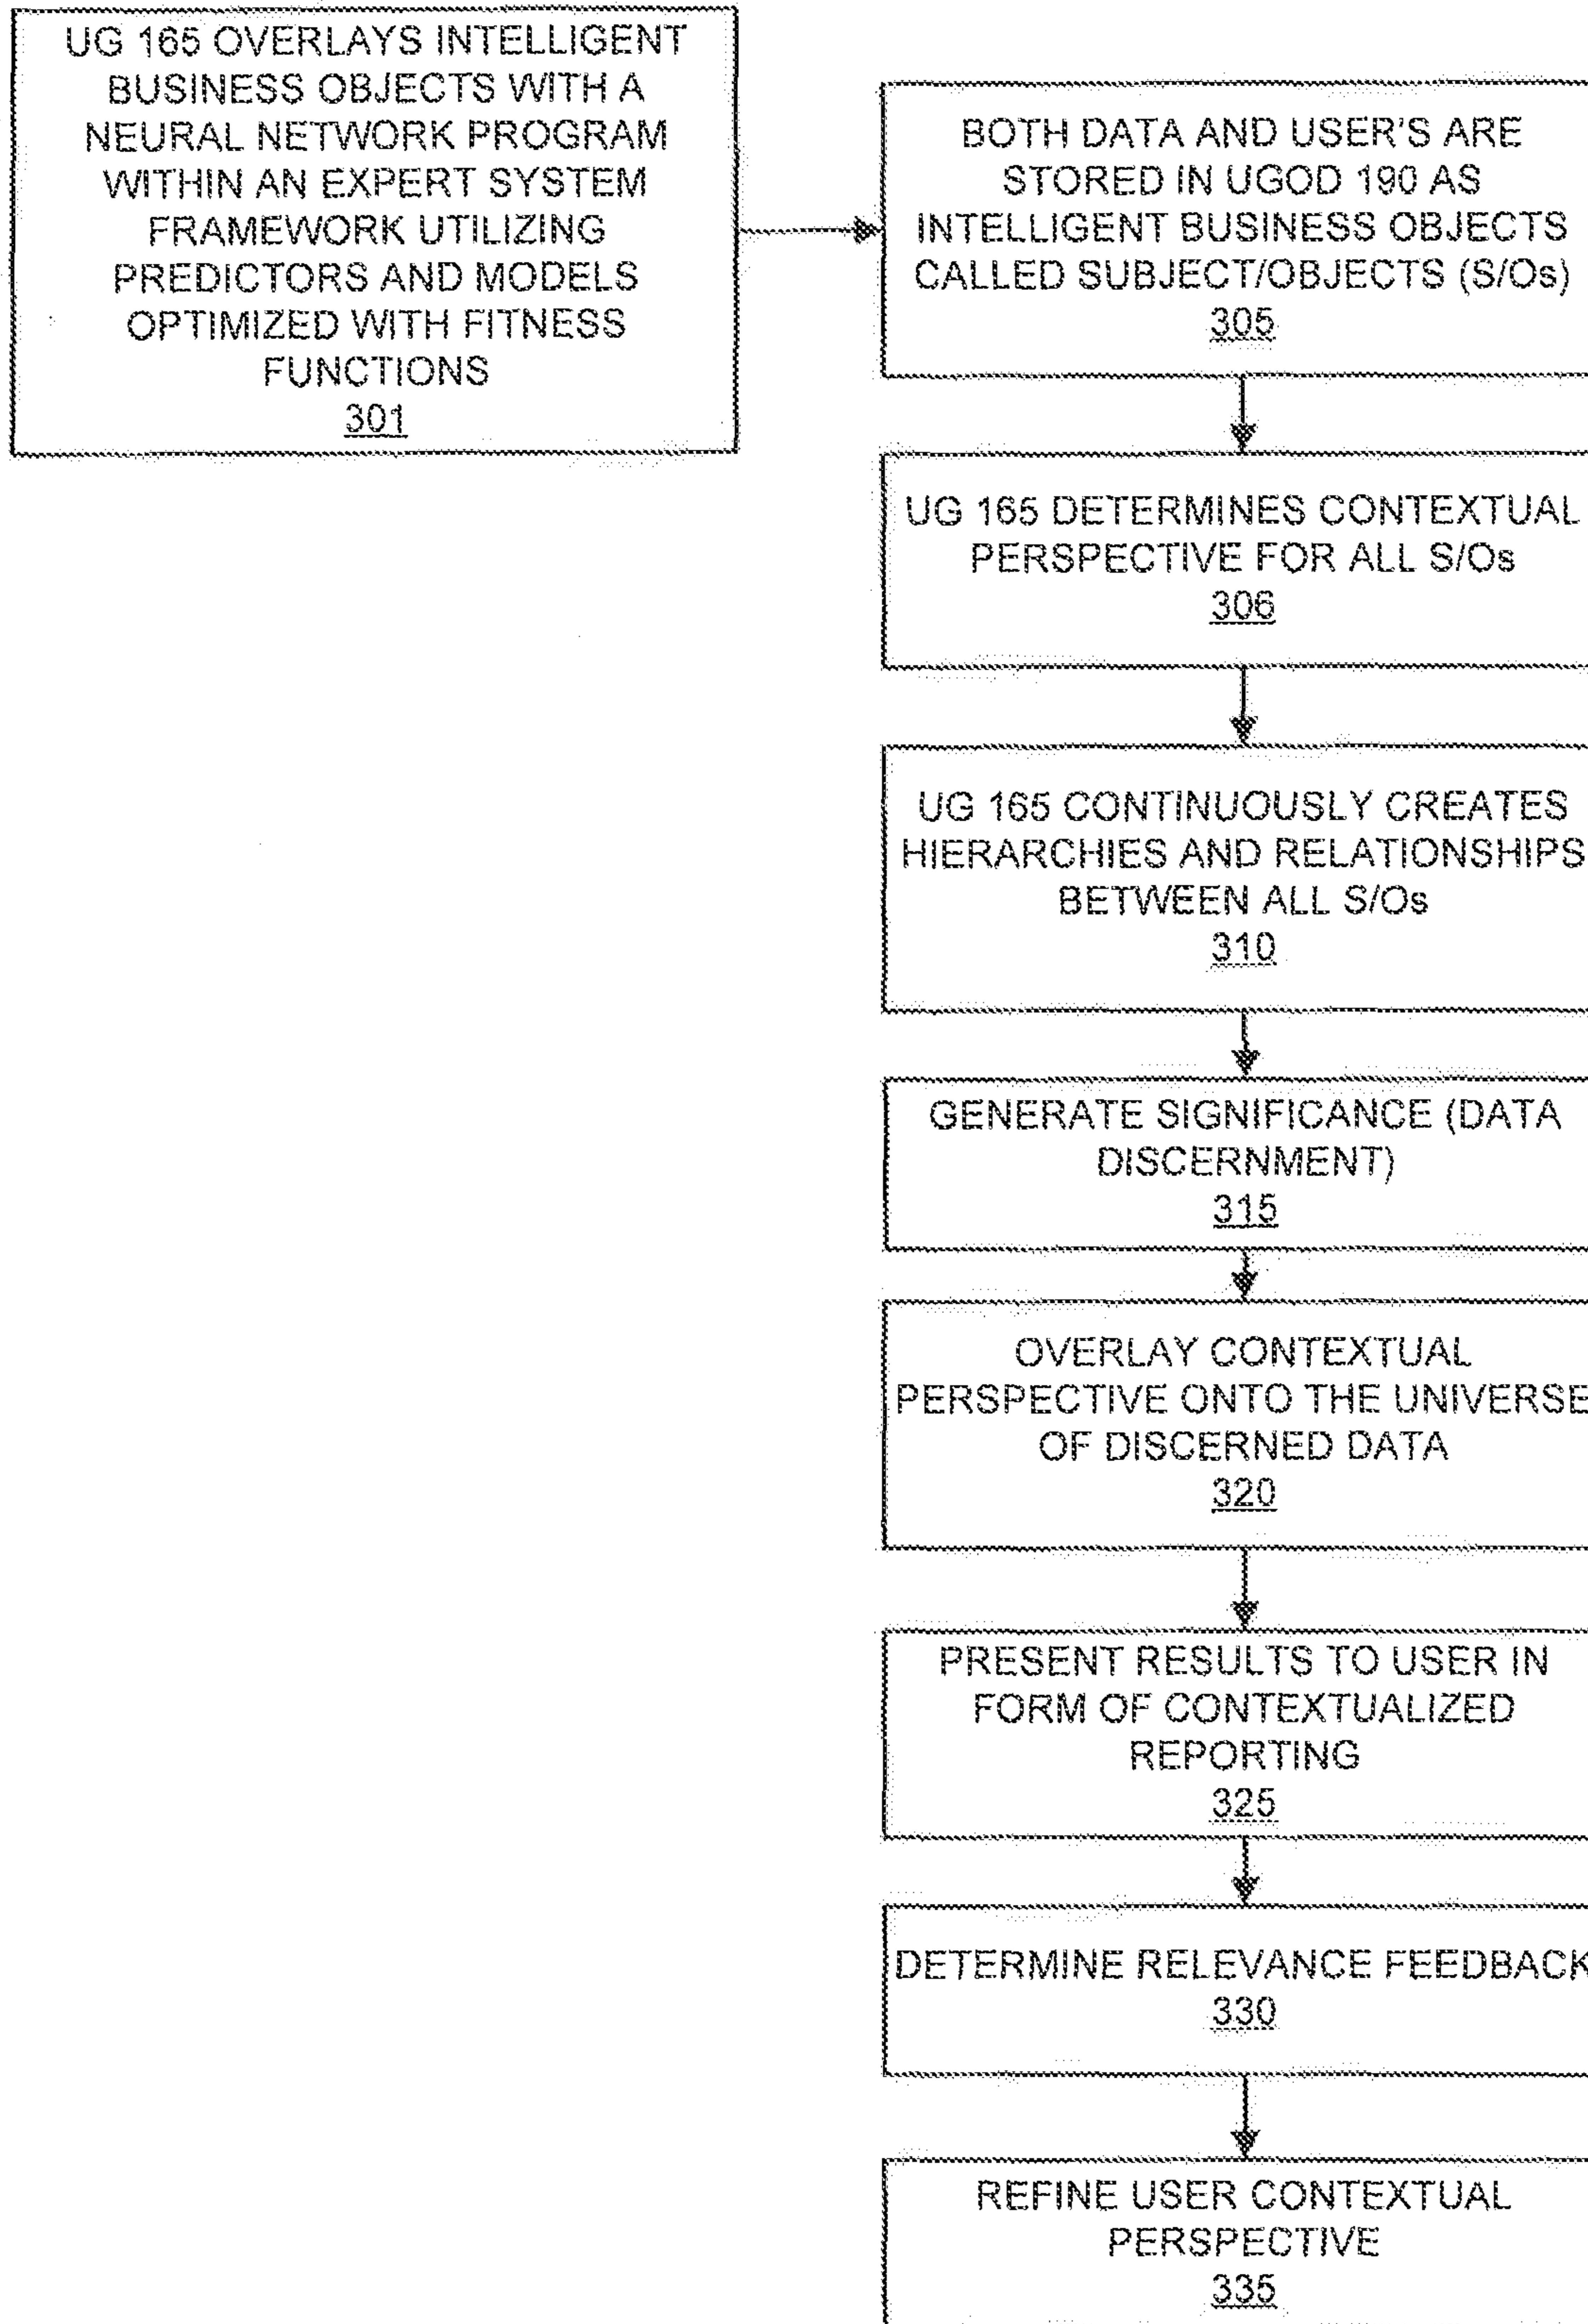 UG 165 OVERLAYS INTELLIGENT
BUSINESS OBJECTS WITH A
NEURAL NETWORK PROGRAM
WITHIN AN EXPERT SYSTEM
FRAMEWORK UTILIZING
PREDICTORS AND MODELS
OPTIMIZED WITH FITNESS
FUNCTIONS
301
BOTH DATA AND USER'S ARE
STORED IN UGOD 190 AS
INTELLIGENT BUSINESS OBJECTS
CALLED SUBJECT/OBJECTS (S/Os)
305
UG 165 DETERMINES CONTEXTUAL
PERSPECTIVE FOR ALL S/Os
306
UG 165 CONTINUOUSLY CREATES
HIERARCHIES AND RELATIONSHIPS
BETWEEN ALL S/Os
310
GENERATE SIGNIFICANCE (DATA
DISCERNMENT)
315
OVERLAY CONTEXTUAL
PERSPECTIVE ONTO THE UNIVERSE
OF DISCERNED DATA
320
PRESENT RESULTS TO USER IN
FORM OF CONTEXTUALIZED
REPORTING
325
DETERMINE RELEVANCE FEEDBACK
330
REFINE USER CONTEXTUAL
PERSPECTIVE
335